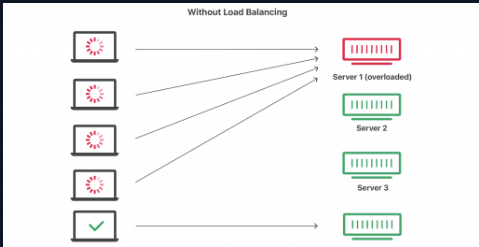 Without Load Balancing
Server 1 (overloaded)
Server 2
Server 3